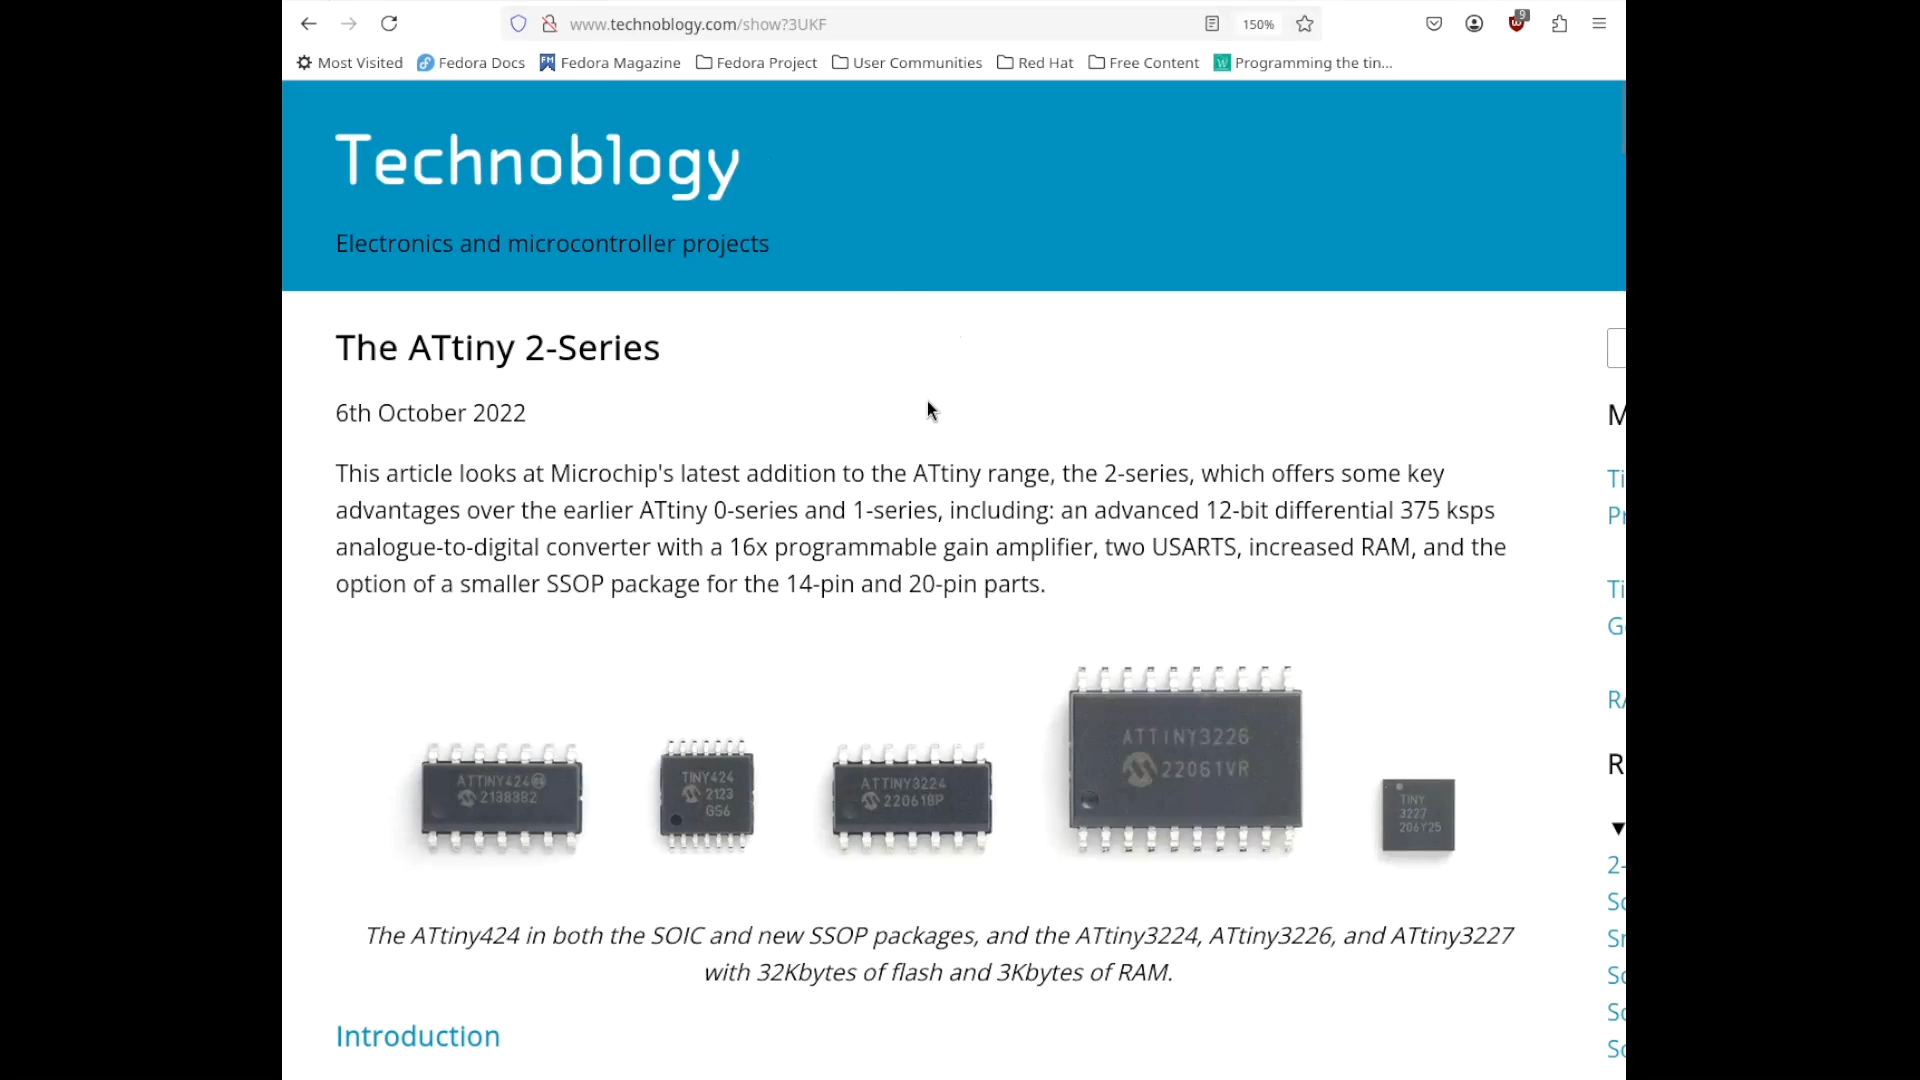 www.technoblogy.com/show?3UKF
150%
9
Most Visited
Fedora Docs
Fedora Magazine
Fedora Project
User Communities
Red Hat
Free Content
Programming the tin...
Technoblogy
Electronics and microcontroller projects
The ATtiny 2-Series
6th October 2022
This article looks at Microchip's latest addition to the ATtiny range, the 2-series, which offers some key
advantages over the earlier ATtiny 0-series and 1-series, including: an advanced 12-bit differential 375 ksps
analogue-to-digital converter with a 16x programmable gain amplifier, two USARTS, increased RAM, and the
option of a smaller SSOP package for the 14-pin and 20-pin parts.
ATTINY424
2138382
TINY424
2123
GS6
ATTINY3224
220618P
ATTINY3226
22061VR
TINY
3227
206Y25
The ATtiny424 in both the SOIC and new SSOP packages, and the ATtiny3224, ATtiny3226, and ATtiny3227
with 32Kbytes of flash and 3Kbytes of RAM.
Introduction